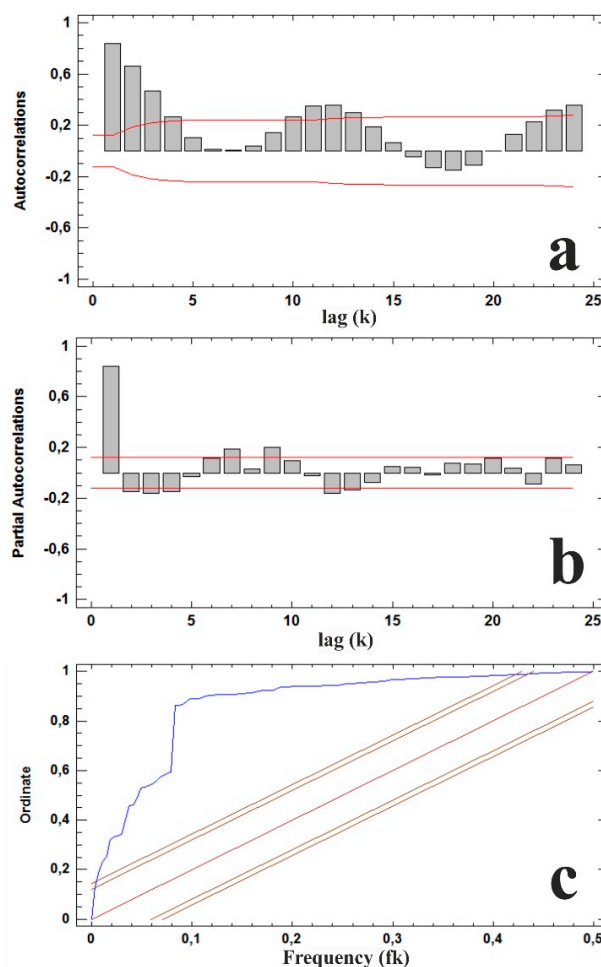 1
0,6
0,2
-0,2
-0,6
-1
Autocorrelations
0 5 10 15 20 25
lag (k)
a
1
0,6
0,2
-0,2
-0,6
-1
Partial Autocorrelations
0 5 10 15 20 25
lag (k)
b
1
0,8
0,6
0,4
0,2
0
Ordinate
0 0,1 0,2 0,3 0,4 0,5
Frequency (fk)
c